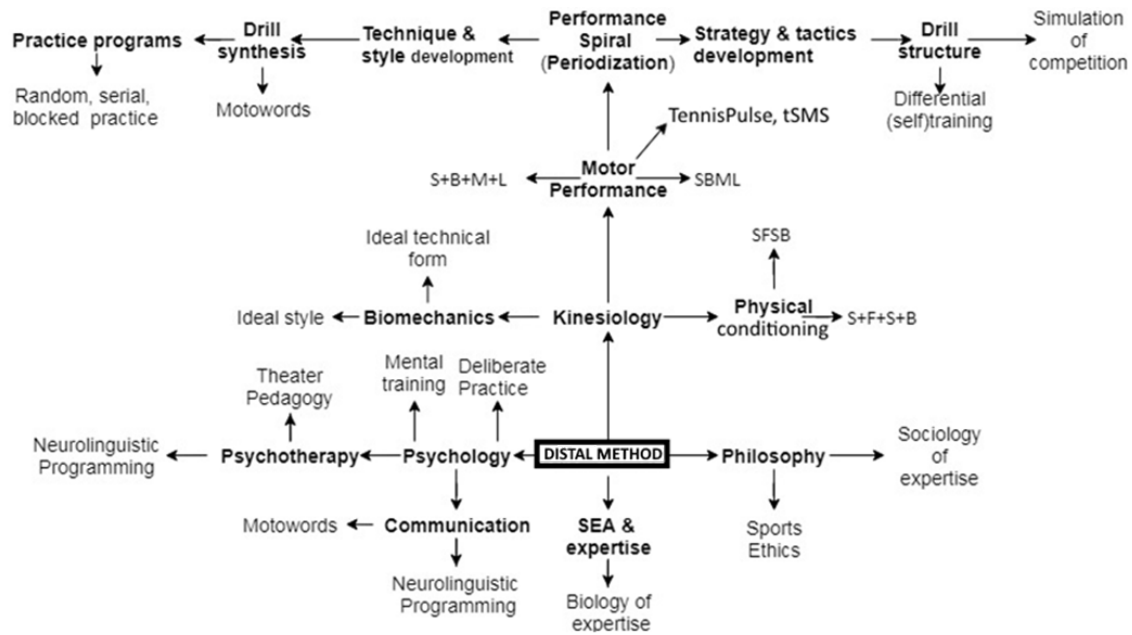 Practice programs
Random, serial,
blocked practice
Drill
synthesis
Motowords
Technique &
style development
Performance
Spiral
(Periodization)
Strategy & tactics
development
Drill
structure
Differential
(self)training
Simulation
of
competition
TennisPulse, tSMS
S+B+M+L
Motor
Performance
SBML
Ideal technical
form
SFSB
Ideal style
Biomechanics
Kinesiology
Physical
conditioning
S+F+S+B
Theater
Pedagogy
Mental
training
Deliberate
Practice
Neurolinguistic
Programming
Psychotherapy
Psychology
DISTAL METHOD
Philosophy
Sociology
of
expertise
Motowords
Communication
SEA &
expertise
Sports
Ethics
Neurolinguistic
Programming
Biology of
expertise